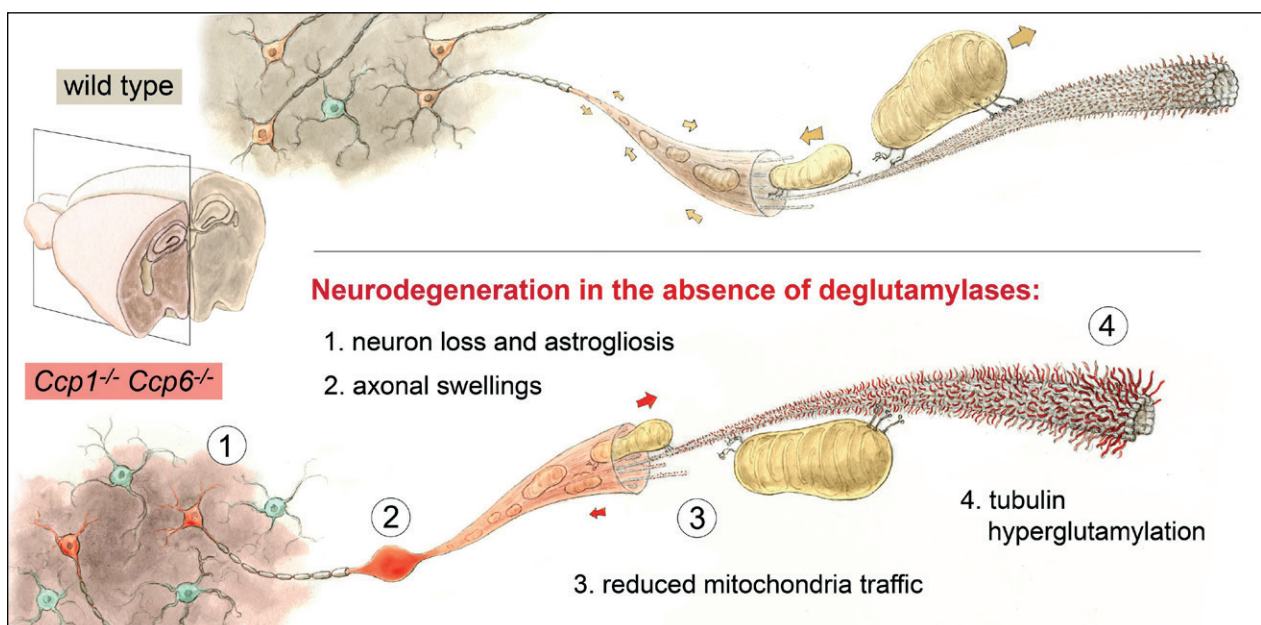 wild type
Neurodegeneration in the absence of deglutamylases:
1. neuron loss and astrogliosis
2. axonal swellings
Ccp1-/- Ccp6-/-
1
2
3
4
4. tubulin
hyperglutamylation
3. reduced mitochondria traffic